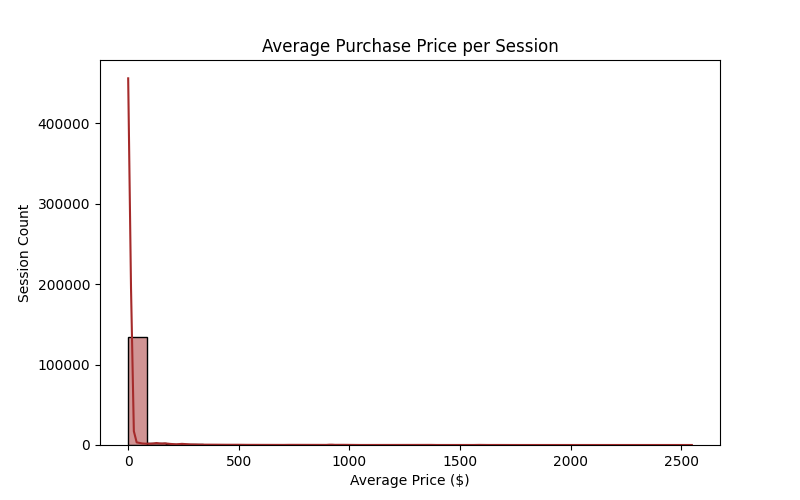 Average Purchase Price per Session
400000
300000
200000
100000
0
Session Count
0 500 1000 1500 2000 2500
Average Price ($)